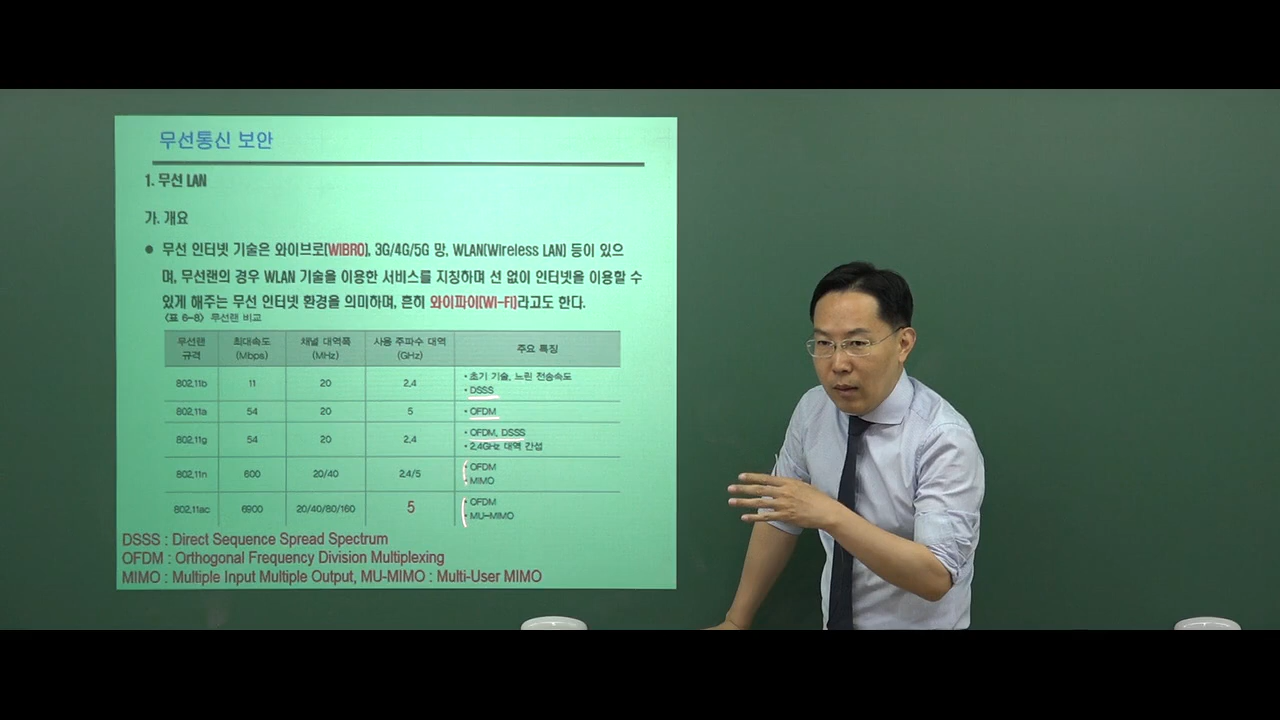 무선통신 보안
1. 무선 LAN
가. 개요
● 무선 인터넷 기술은 와이브로(WIBRO), 3G/4G/5G 망, WLAN(Wireless LAN) 등이 있으
며, 무선랜의 경우 WLAN 기술을 이용한 서비스를 지칭하며 선 없이 인터넷을 이용할 수
있게 해주는 무선 인터넷 환경을 의미하며, 흔히 와이파이(WI-FI)라고도 한다.
〈표 6-8〉 무선랜 비교
무선랜 규격 최대속도 (Mbps) 채널 대역폭 (MHz) 사용 주파수 대역 (GHz) 주요 특징
802.11b 11 20 2.4 • 초기 기술, 느린 전송속도
• DSSS
802.11a 54 20 5 • OFDM
802.11g 54 20 2.4 • OFDM, DSSS
• 2.4GHz 대역 간섭
802.11n 600 20/40 2.4/5 • OFDM
• MIMO
802.11ac 6900 20/40/80/160 5 • OFDM
• MU-MIMO
DSSS : Direct Sequence Spread Spectrum
OFDM : Orthogonal Frequency Division Multiplexing
MIMO : Multiple Input Multiple Output, MU-MIMO : Multi-User MIMO